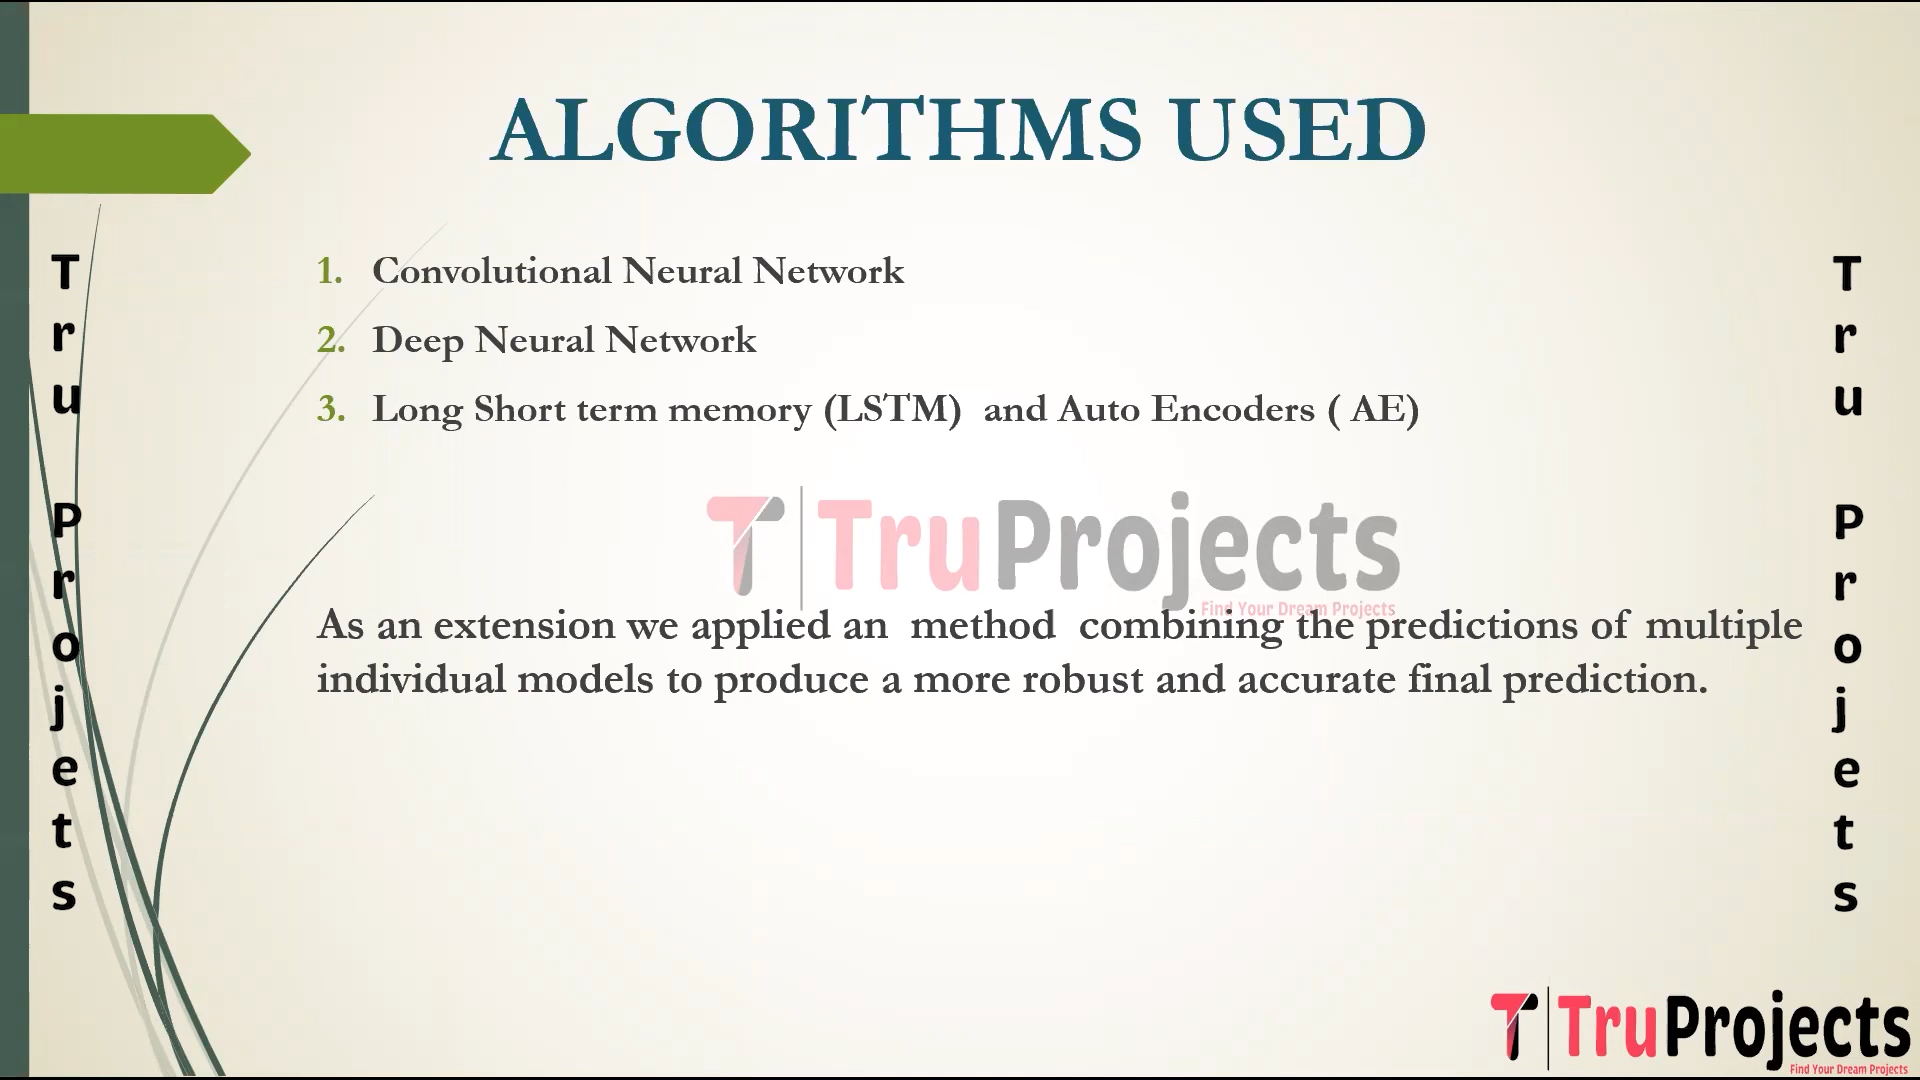 ALGORITHMS USED
1. Convolutional Neural Network
2. Deep Neural Network
3. Long Short term memory (LSTM) and Auto Encoders ( AE)
TruProjects
Find Your Dream Projects
As an extension we applied an method combining the predictions of multiple
individual models to produce a more robust and accurate final prediction.
Tru Projets
Tru Projets
TruProjects
Find Your Dream Projects